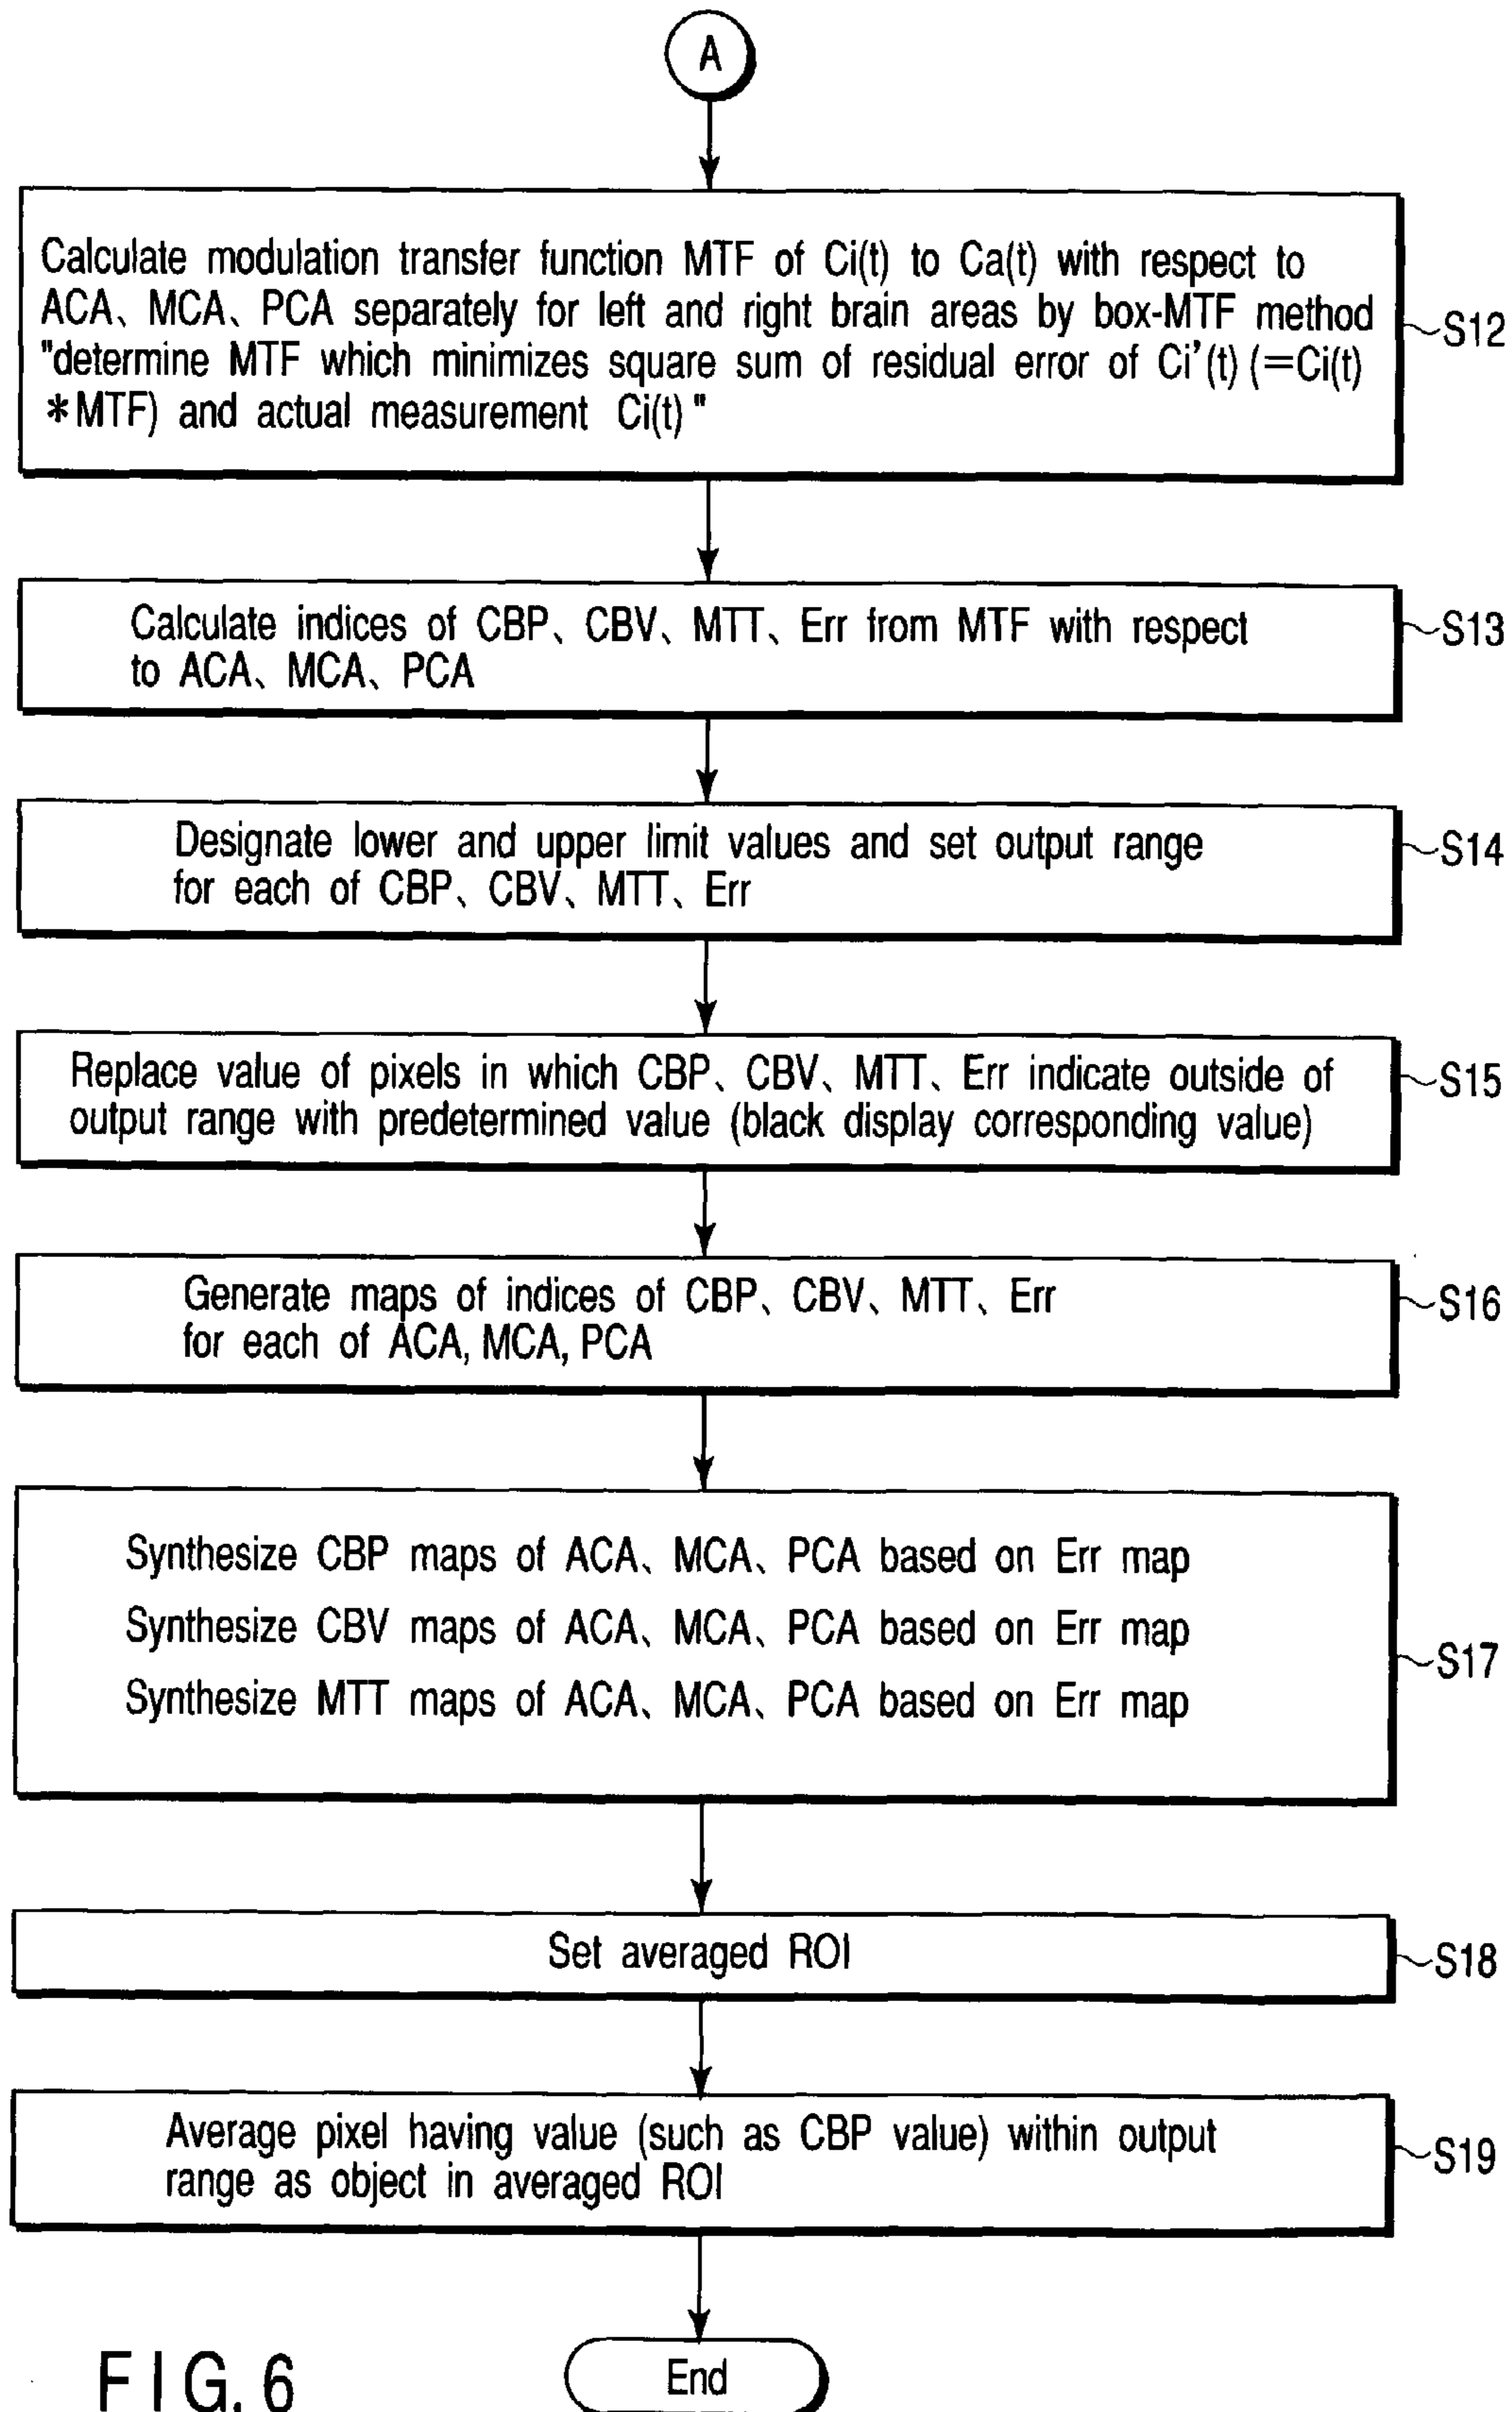 A
Calculate modulation transfer function MTF of Ci(t) to Ca(t) with respect to
ACA、MCA、PCA separately for left and right brain areas by box-MTF method
"determine MTF which minimizes square sum of residual error of Ci'(t) (=Ci(t)
*MTF) and actual measurement Ci(t)"
S12
Calculate indices of CBP、CBV、MTT、Err from MTF with respect
to ACA、MCA、PCA
S13
Designate lower and upper limit values and set output range
for each of CBP、CBV、MTT、Err
S14
Replace value of pixels in which CBP、CBV、MTT、Err indicate outside of
output range with predetermined value (black display corresponding value)
S15
Generate maps of indices of CBP、CBV、MTT、Err
for each of ACA, MCA, PCA
S16
Synthesize CBP maps of ACA、MCA、PCA based on Err map
Synthesize CBV maps of ACA、MCA、PCA based on Err map
Synthesize MTT maps of ACA、MCA、PCA based on Err map
S17
Set averaged ROI
S18
Average pixel having value (such as CBP value) within output
range as object in averaged ROI
S19
End
FIG. 6